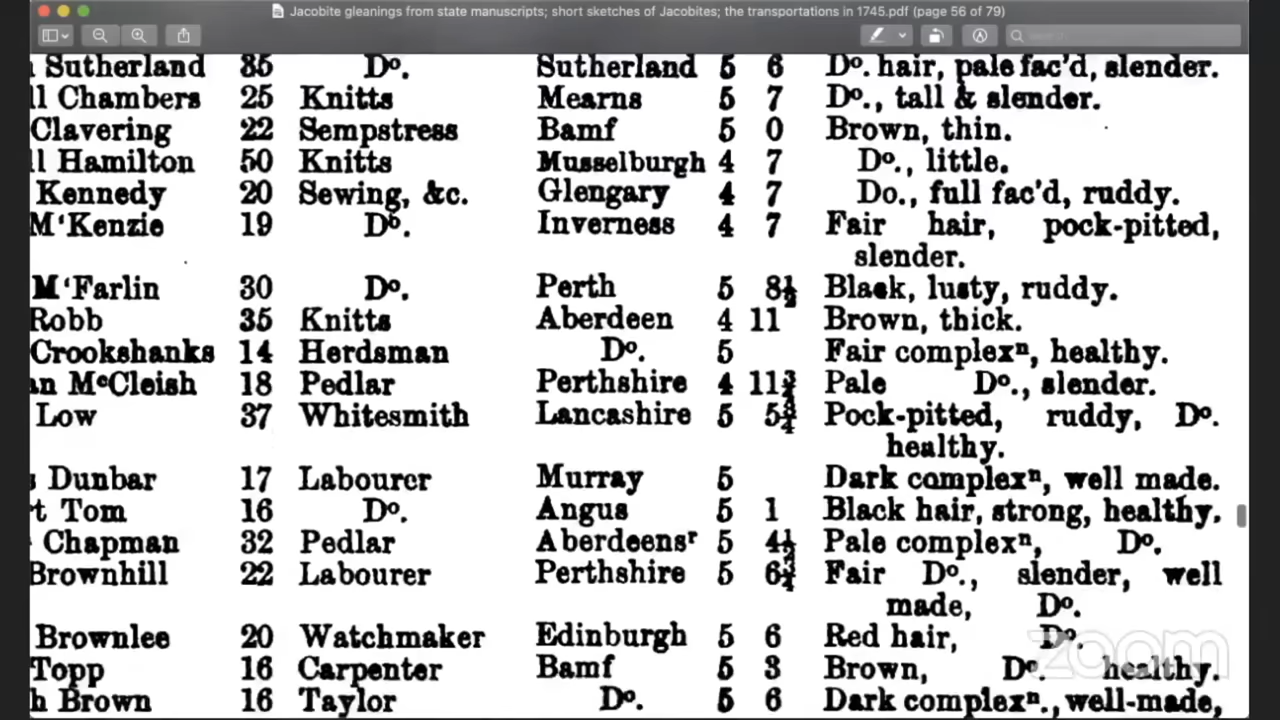 Jacobite gleanings from state manuscripts; short sketches of Jacobites; the transportations in 1745.pdf (page 56 of 79)
Search
Sutherland 35 Dº. Sutherland 5 6 Dº. hair, pale fac'd, slender.
ll Chambers 25 Knitts Mearns 5 7 Dº., tall & slender.
Clavering 22 Sempstress Bamf 5 0 Brown, thin.
ll Hamilton 50 Knitts Musselburgh 4 7 Dº., little.
Kennedy 20 Sewing, &c. Glengary 4 7 Do., full fac'd, ruddy.
M'Kenzie 19 Dº. Inverness 4 7 Fair hair, pock-pitted,
slender.
M'Farlin 30 Dº. Perth 5 8½ Black, lusty, ruddy.
Robb 35 Knitts Aberdeen 4 11 Brown, thick.
Crookshanks 14 Herdsman Dº. 5 Fair complexⁿ, healthy.
an MᶜCleish 18 Pedlar Perthshire 4 11¾ Pale Dº., slender.
Low 37 Whitesmith Lancashire 5 5¾ Pock-pitted, ruddy, Dº.
healthy.
s Dunbar 17 Labourer Murray 5 Dark complexⁿ, well made.
rt Tom 16 Dº. Angus 5 1 Black hair, strong, healthy.
Chapman 32 Pedlar Aberdeensʳ 5 4½ Pale complexⁿ, Dº.
Brownhill 22 Labourer Perthshire 5 6¾ Fair Dº., slender, well
made, Dº.
Brownlee 20 Watchmaker Edinburgh 5 6 Red hair, Dº.
Topp 16 Carpenter Bamf 5 3 Brown, Dº. healthy.
h Brown 16 Taylor Dº. 5 6 Dark complexⁿ., well-made,
zoom